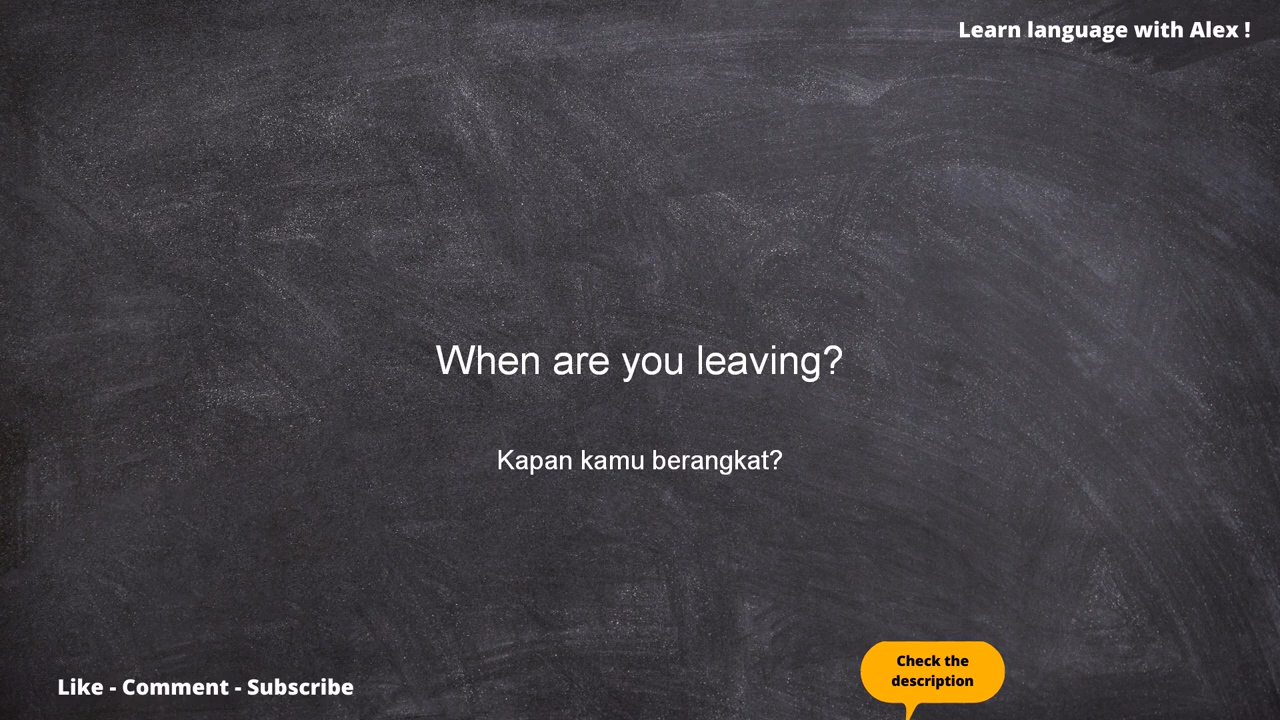 Learn language with Alex !
When are you leaving?
Kapan kamu berangkat?
Like - Comment - Subscribe
Check the
description